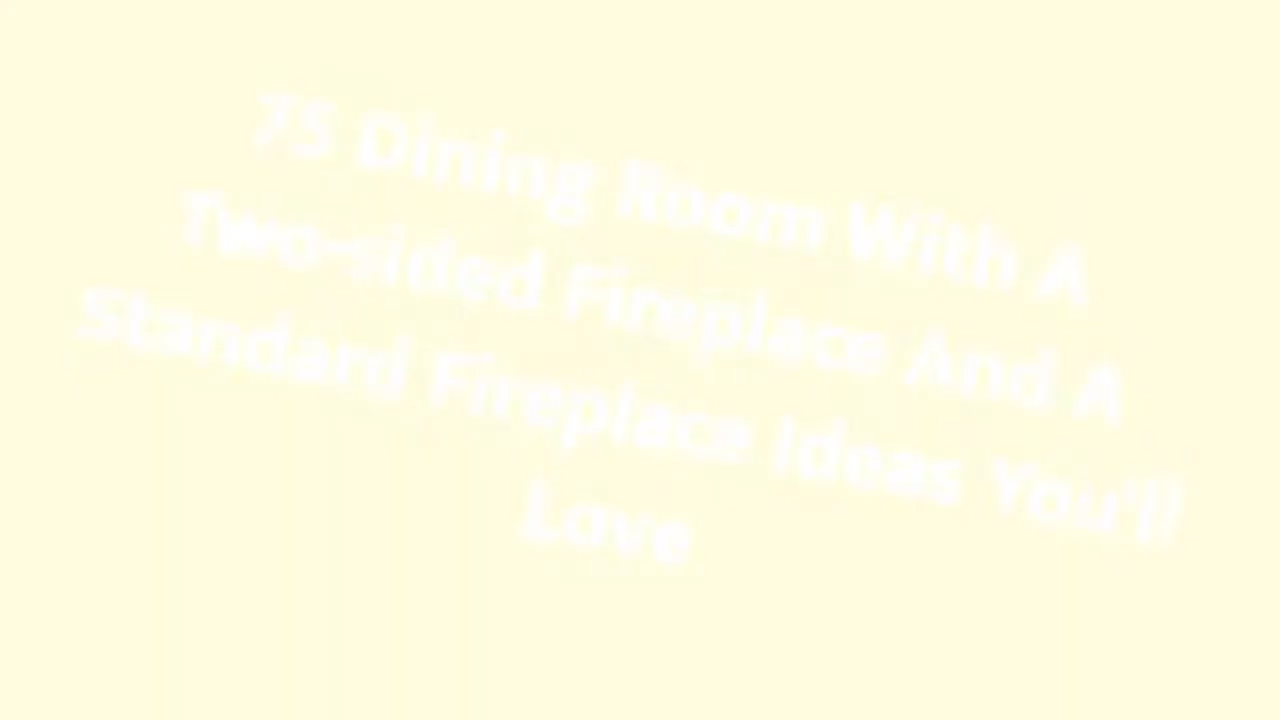 75 Dining Room With A
Two-sided Fireplace And A
Standard Fireplace Ideas You'll
Love